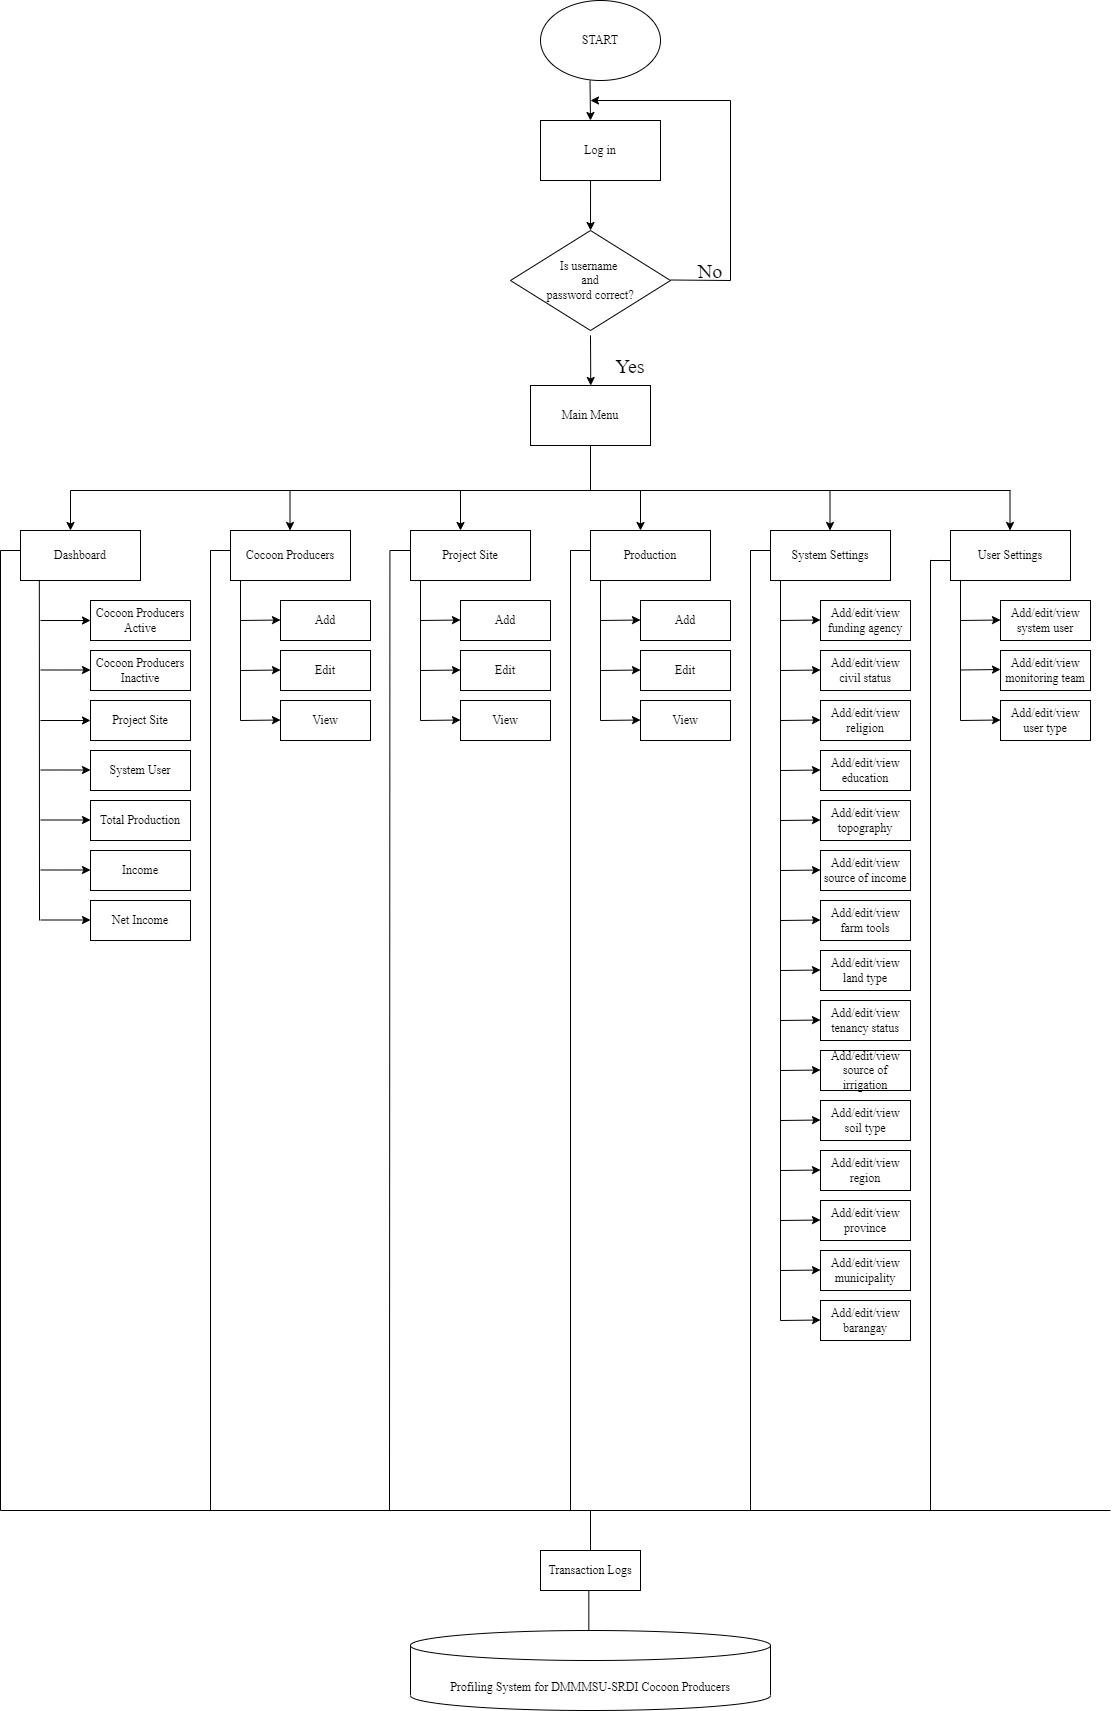 START
Log in
Is username
and
password correct?
No
Yes
Main Menu
Dashboard
Cocoon Producers
Active
Cocoon Producers
Inactive
Project Site
System User
Total Production
Income
Net Income
Cocoon Producers
Add
Edit
View
Project Site
Add
Edit
View
Production
Add
Edit
View
System Settings
Add/edit/view
funding agency
Add/edit/view
civil status
Add/edit/view
religion
Add/edit/view
education
Add/edit/view
topography
Add/edit/view
source of income
Add/edit/view
farm tools
Add/edit/view
land type
Add/edit/view
tenancy status
Add/edit/view
source of
irrigation
Add/edit/view
soil type
Add/edit/view
region
Add/edit/view
province
Add/edit/view
municipality
Add/edit/view
barangay
User Settings
Add/edit/view
system user
Add/edit/view
monitoring team
Add/edit/view
user type
Transaction Logs
Profiling System for DMMMSU-SRDI Cocoon Producers